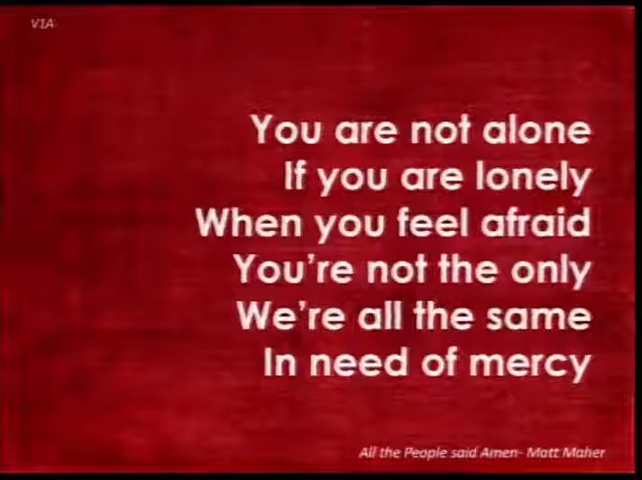 VIA
You are not alone
If you are lonely
When you feel afraid
You're not the only
We're all the same
In need of mercy
All the People said Amen- Matt Maher